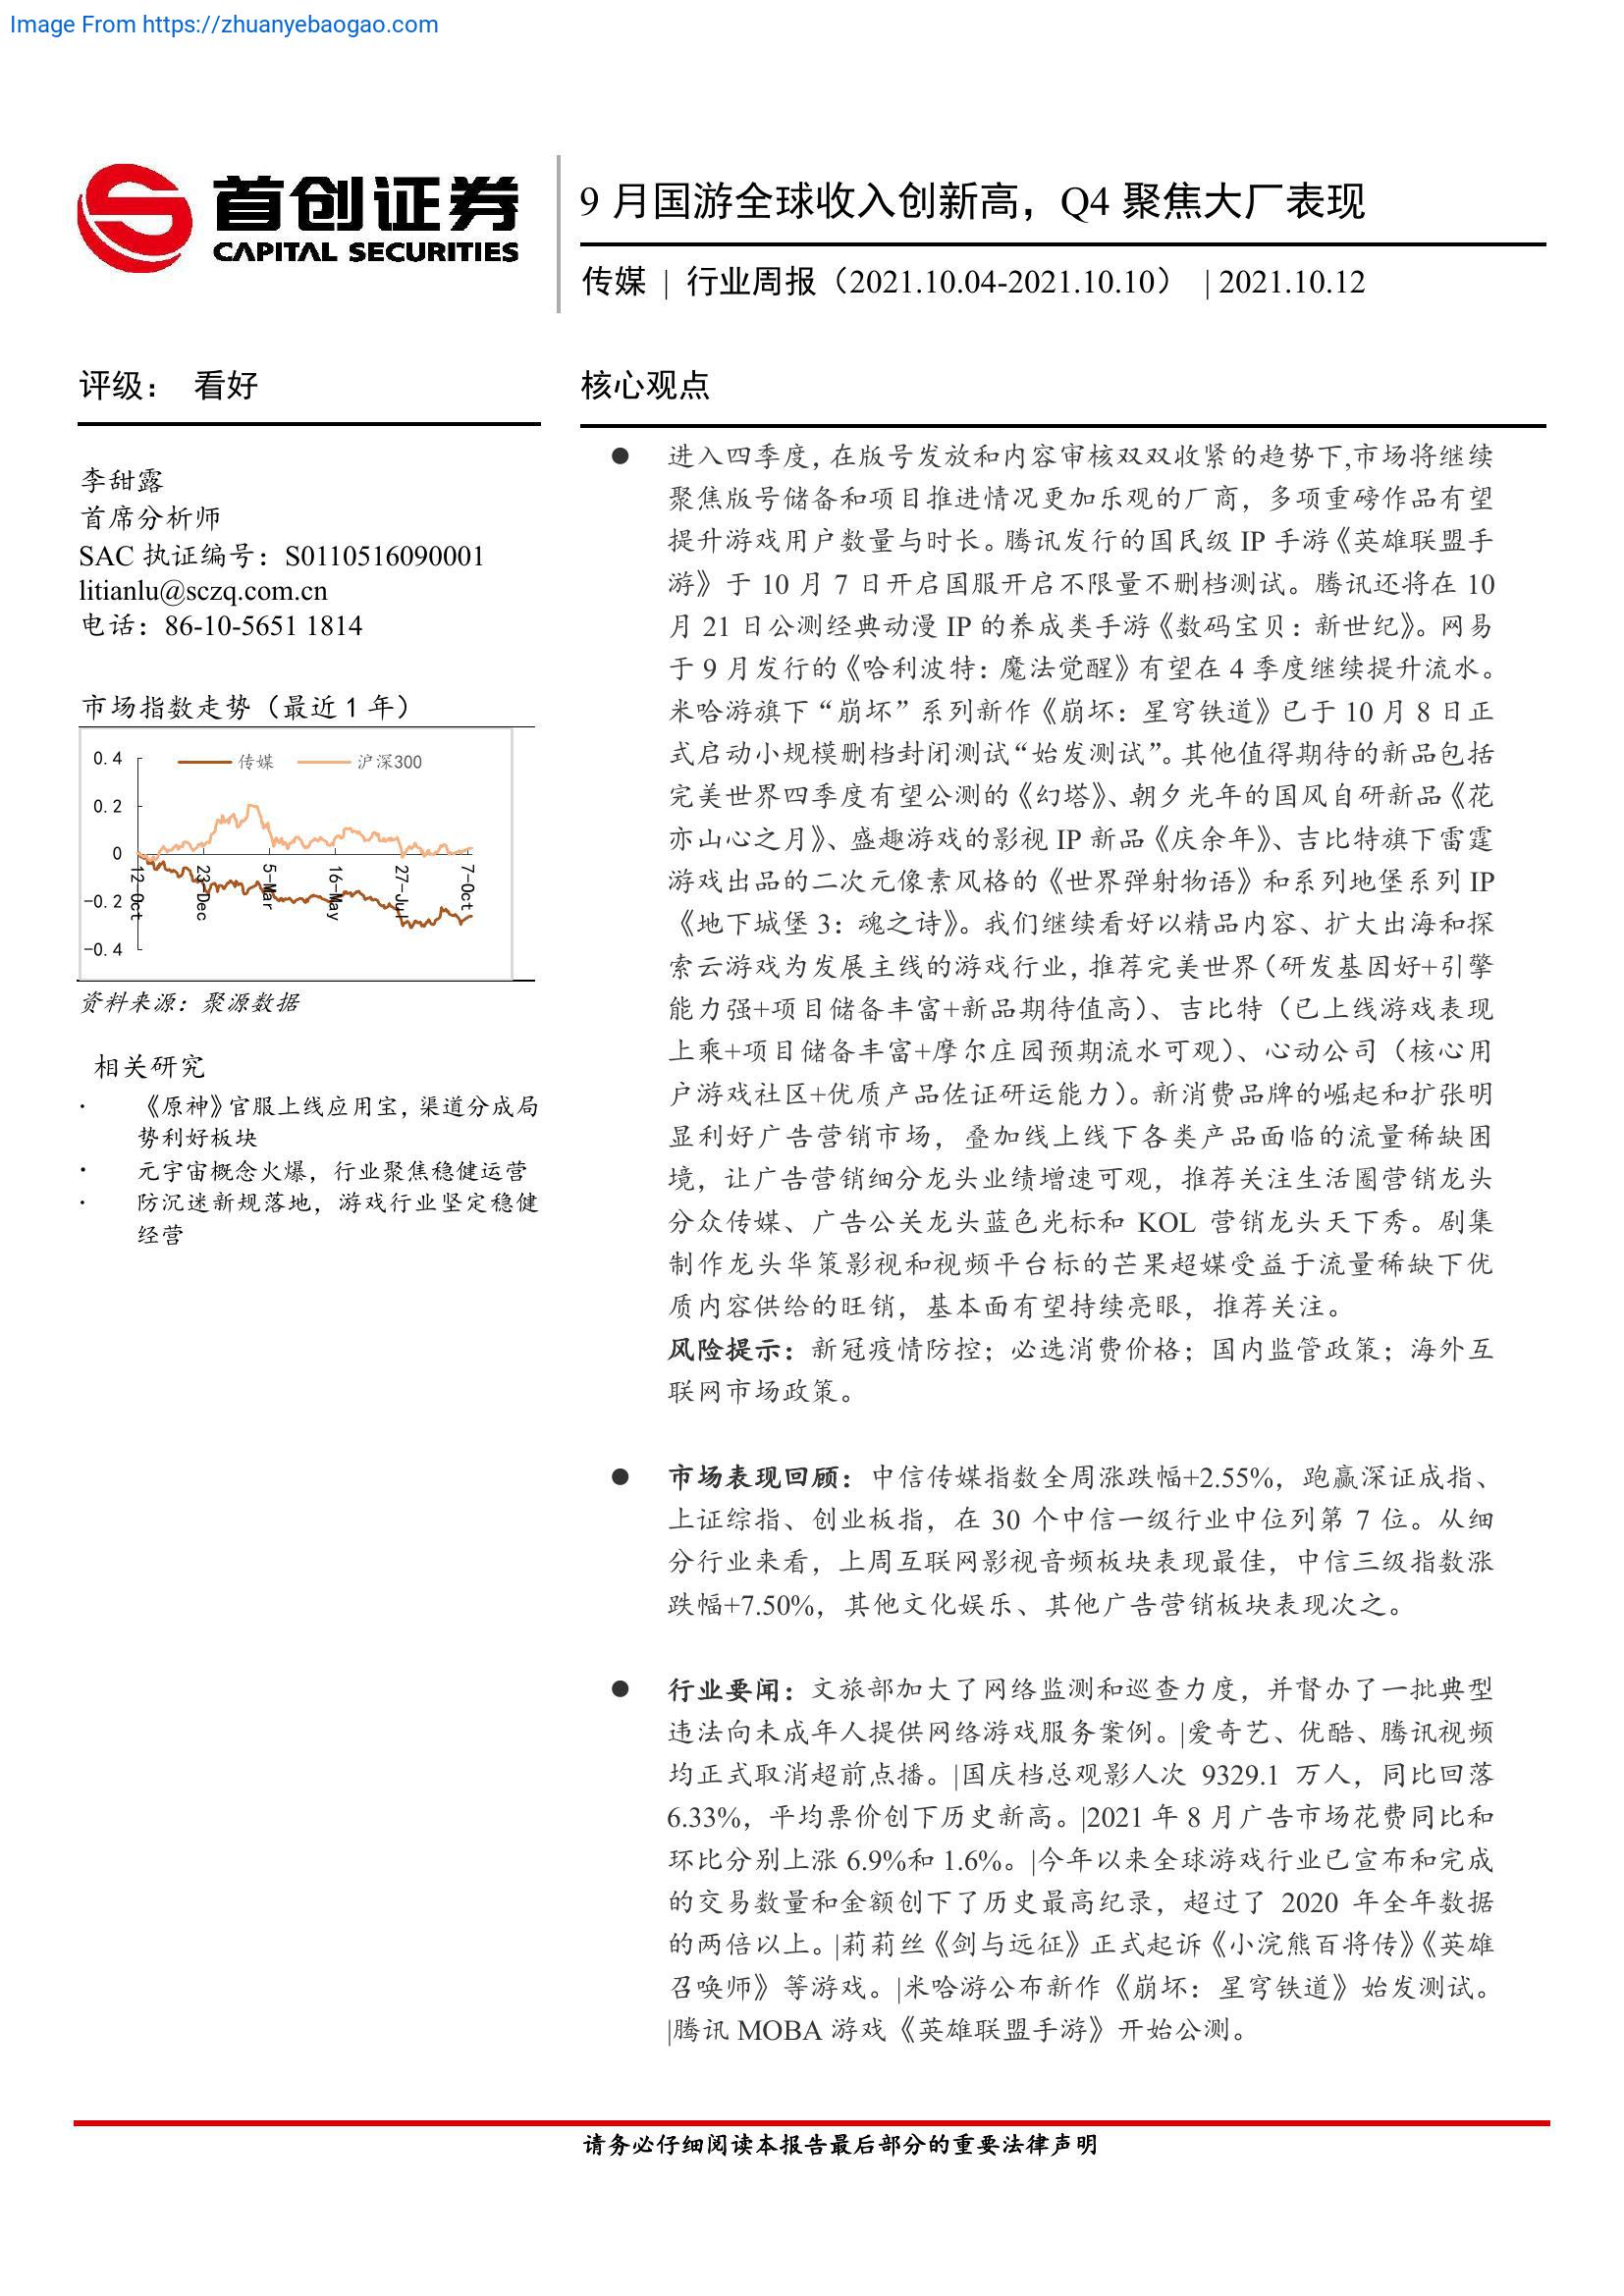 Image From https://zhuanyebaogao.com
首创证券
CAPITAL SECURITIES
9 月国游全球收入创新高，Q4 聚焦大厂表现
传媒 | 行业周报（2021.10.04-2021.10.10） | 2021.10.12
评级： 看好
李甜露
首席分析师
SAC 执证编号：S0110516090001
litianlu@sczq.com.cn
电话：86-10-5651 1814
市场指数走势（最近 1 年）
传媒 沪深300
0.4
0.2
0
-0.2
-0.4
12-Oct 23-Dec 5-Mar 16-May 27-Jul 7-Oct
资料来源：聚源数据
相关研究
· 《原神》官服上线应用宝，渠道分成局
势利好板块
· 元宇宙概念火爆，行业聚焦稳健运营
· 防沉迷新规落地，游戏行业坚定稳健
经营
核心观点
● 进入四季度，在版号发放和内容审核双双收紧的趋势下,市场将继续
聚焦版号储备和项目推进情况更加乐观的厂商，多项重磅作品有望
提升游戏用户数量与时长。腾讯发行的国民级 IP 手游《英雄联盟手
游》于 10 月 7 日开启国服开启不限量不删档测试。腾讯还将在 10
月 21 日公测经典动漫 IP 的养成类手游《数码宝贝：新世纪》。网易
于 9 月发行的《哈利波特：魔法觉醒》有望在 4 季度继续提升流水。
米哈游旗下“崩坏”系列新作《崩坏：星穹铁道》已于 10 月 8 日正
式启动小规模删档封闭测试“始发测试”。其他值得期待的新品包括
完美世界四季度有望公测的《幻塔》、朝夕光年的国风自研新品《花
亦山心之月》、盛趣游戏的影视 IP 新品《庆余年》、吉比特旗下雷霆
游戏出品的二次元像素风格的《世界弹射物语》和系列地堡系列 IP
《地下城堡 3：魂之诗》。我们继续看好以精品内容、扩大出海和探
索云游戏为发展主线的游戏行业，推荐完美世界（研发基因好+引擎
能力强+项目储备丰富+新品期待值高）、吉比特（已上线游戏表现
上乘+项目储备丰富+摩尔庄园预期流水可观）、心动公司（核心用
户游戏社区+优质产品佐证研运能力）。新消费品牌的崛起和扩张明
显利好广告营销市场，叠加线上线下各类产品面临的流量稀缺困
境，让广告营销细分龙头业绩增速可观，推荐关注生活圈营销龙头
分众传媒、广告公关龙头蓝色光标和 KOL 营销龙头天下秀。剧集
制作龙头华策影视和视频平台标的芒果超媒受益于流量稀缺下优
质内容供给的旺销，基本面有望持续亮眼，推荐关注。
风险提示：新冠疫情防控；必选消费价格；国内监管政策；海外互
联网市场政策。
● 市场表现回顾：中信传媒指数全周涨跌幅+2.55%，跑赢深证成指、
上证综指、创业板指，在 30 个中信一级行业中位列第 7 位。从细
分行业来看，上周互联网影视音频板块表现最佳，中信三级指数涨
跌幅+7.50%，其他文化娱乐、其他广告营销板块表现次之。
● 行业要闻：文旅部加大了网络监测和巡查力度，并督办了一批典型
违法向未成年人提供网络游戏服务案例。|爱奇艺、优酷、腾讯视频
均正式取消超前点播。|国庆档总观影人次 9329.1 万人，同比回落
6.33%，平均票价创下历史新高。|2021 年 8 月广告市场花费同比和
环比分别上涨 6.9%和 1.6%。|今年以来全球游戏行业已宣布和完成
的交易数量和金额创下了历史最高纪录，超过了 2020 年全年数据
的两倍以上。|莉莉丝《剑与远征》正式起诉《小浣熊百将传》《英雄
召唤师》等游戏。|米哈游公布新作《崩坏：星穹铁道》始发测试。
|腾讯 MOBA 游戏《英雄联盟手游》开始公测。
请务必仔细阅读本报告最后部分的重要法律声明